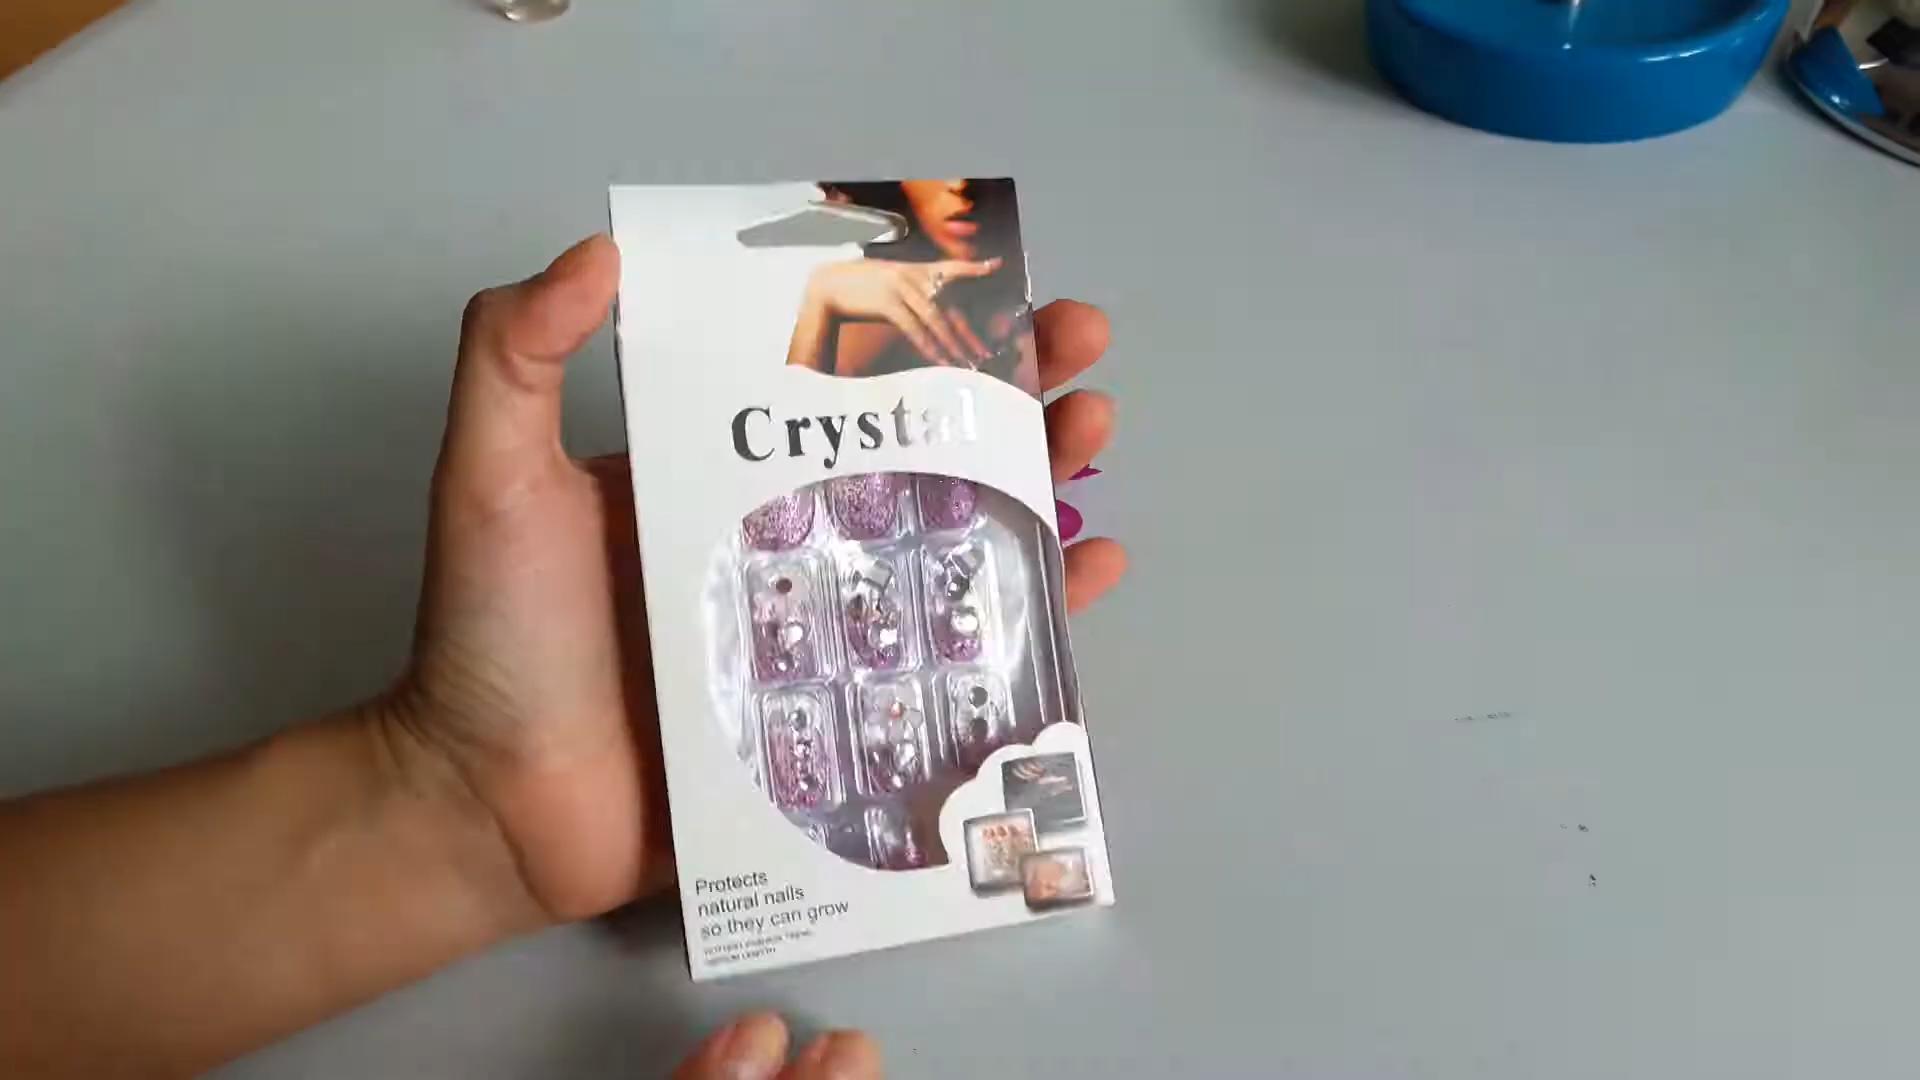 Crystal
Protects
natural nails
so they can grow